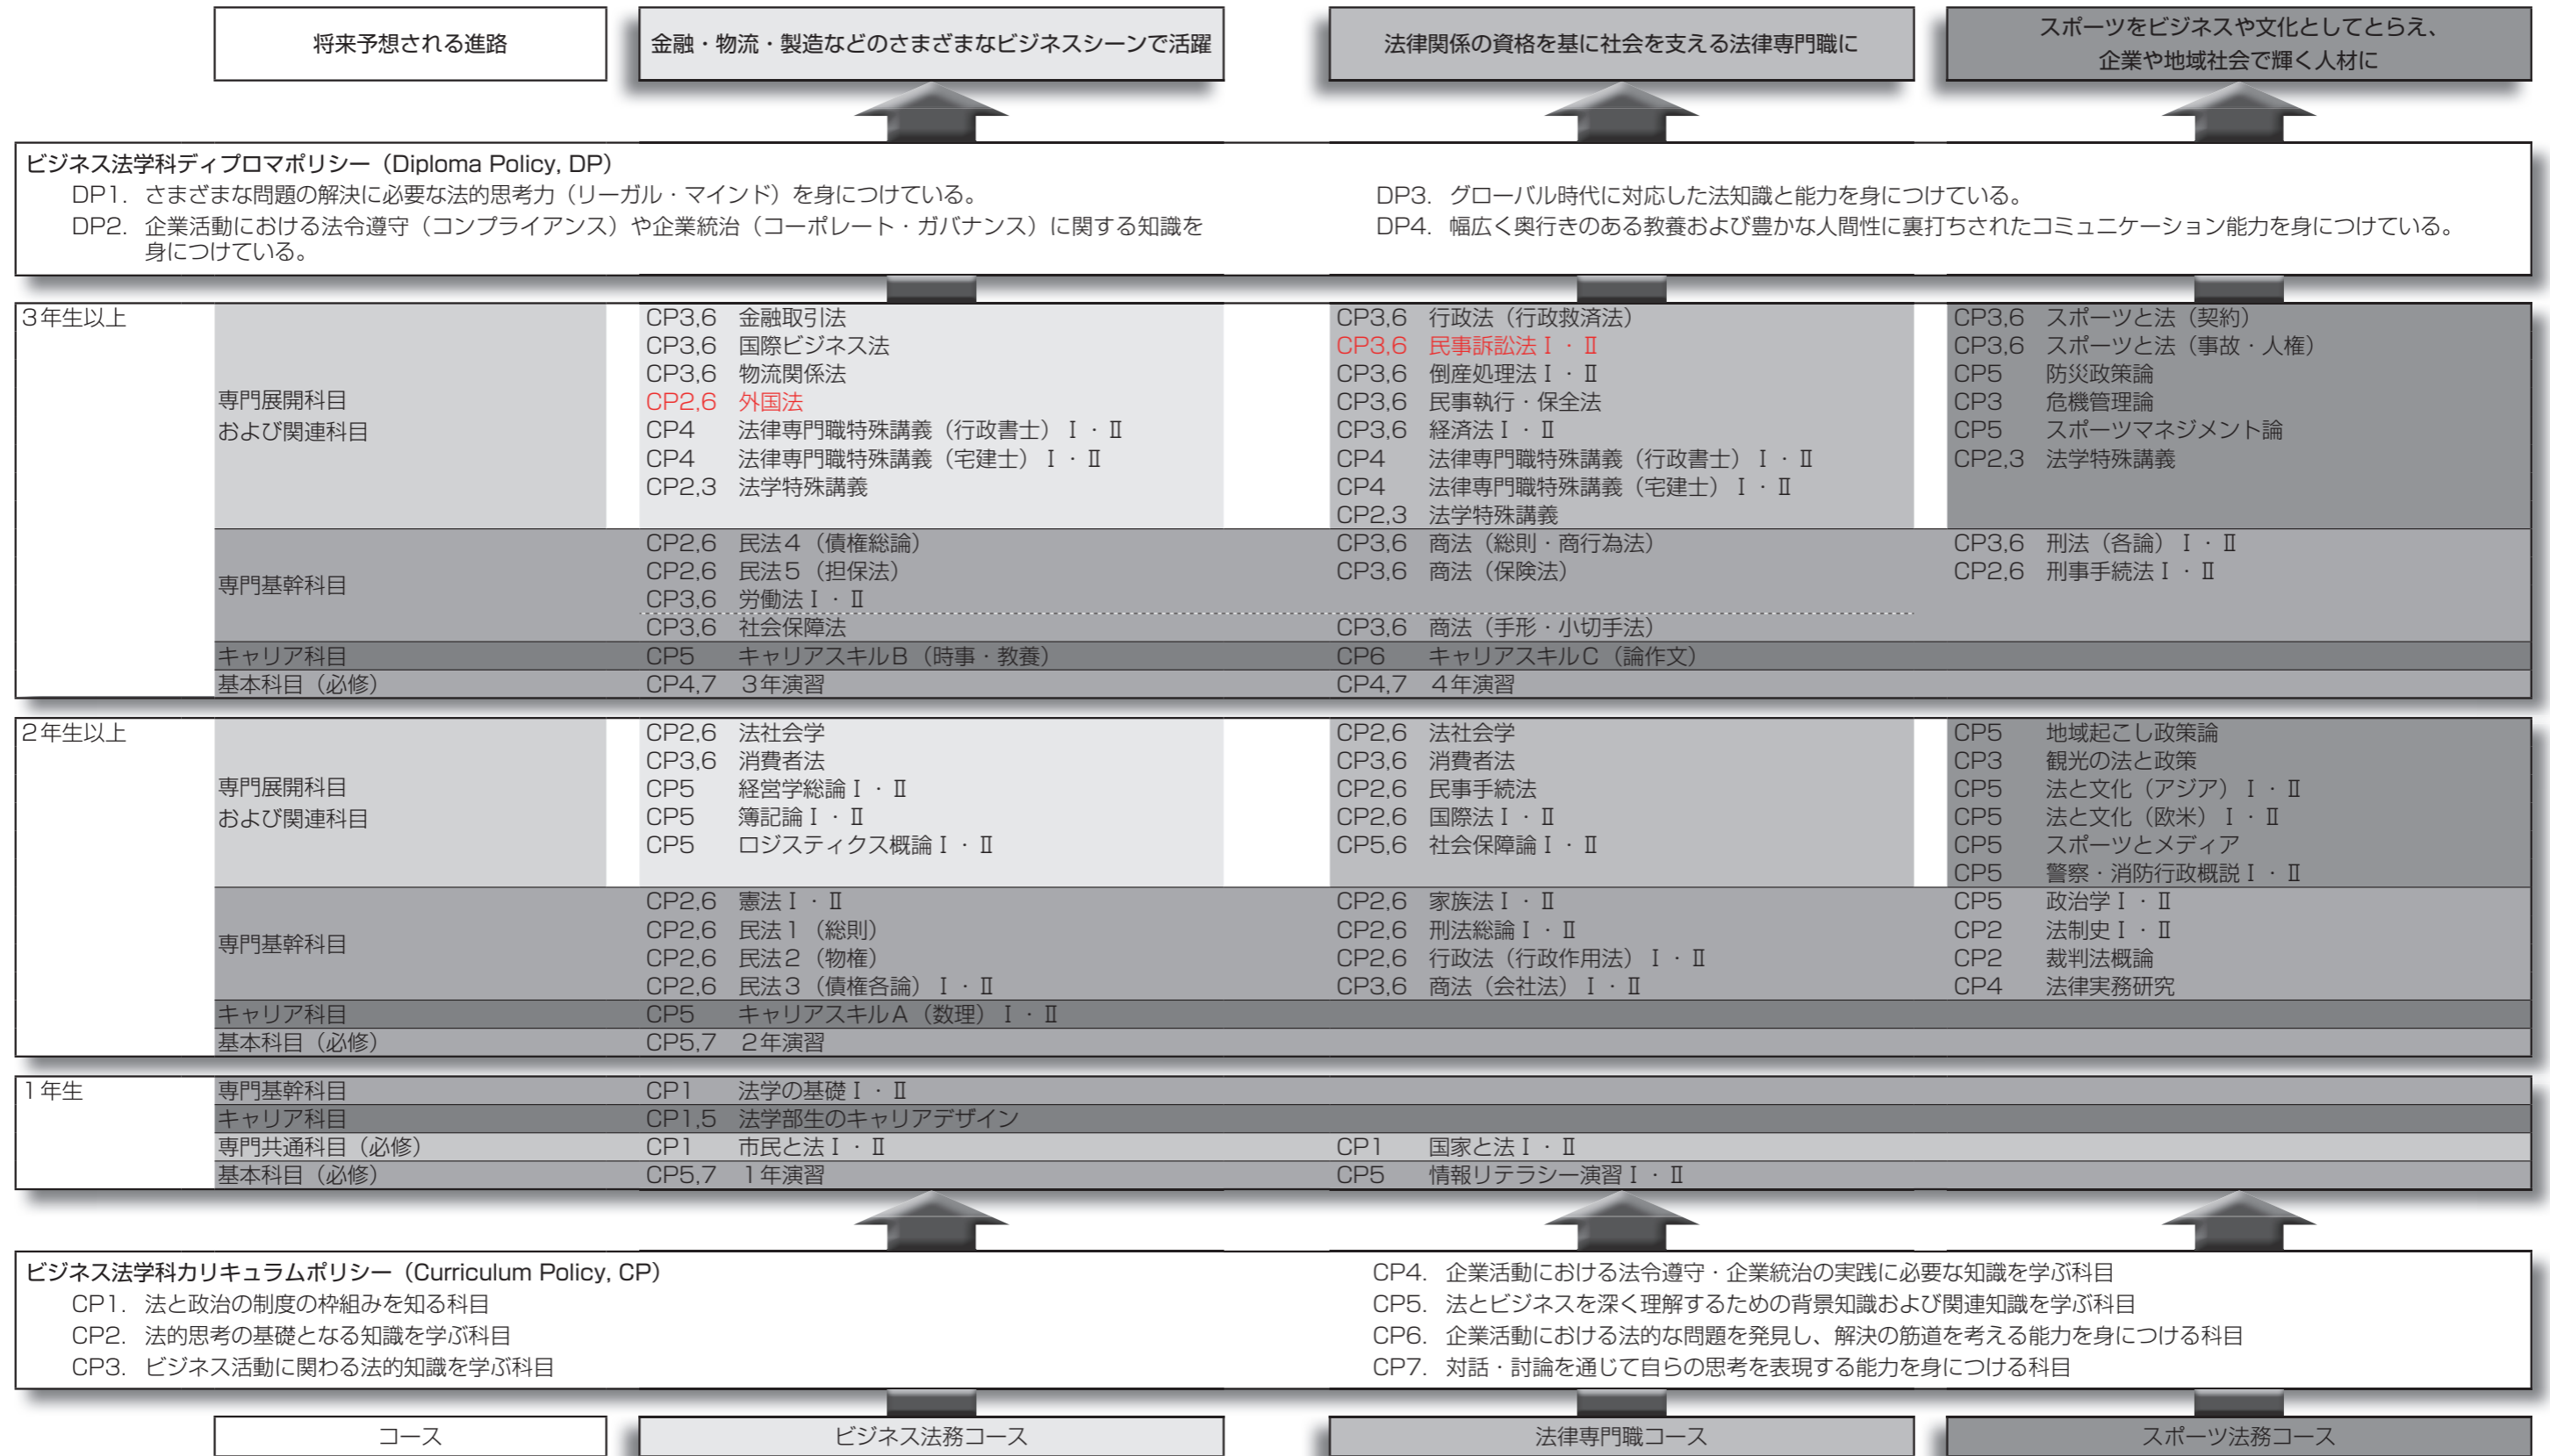 将来予想される進路
金融・物流・製造などのさまざまなビジネスシーンで活躍
法律関係の資格を基に社会を支える法律専門職に
スポーツをビジネスや文化としてとらえ、
企業や地域社会で輝く人材に
ビジネス法学科ディプロマポリシー（Diploma Policy, DP）
DP1. さまざまな問題の解決に必要な法的思考力（リーガル・マインド）を身につけている。
DP2. 企業活動における法令遵守（コンプライアンス）や企業統治（コーポレート・ガバナンス）に関する知識を
身につけている。
DP3. グローバル時代に対応した法知識と能力を身につけている。
DP4. 幅広く奥行きのある教養および豊かな人間性に裏打ちされたコミュニケーション能力を身につけている。
3年生以上
専門展開科目
および関連科目
CP3,6 金融取引法
CP3,6 国際ビジネス法
CP3,6 物流関係法
CP2,6 外国法
CP4 法律専門職特殊講義（行政書士）Ⅰ・Ⅱ
CP4 法律専門職特殊講義（宅建士）Ⅰ・Ⅱ
CP2,3 法学特殊講義
CP3,6 行政法（行政救済法）
CP3,6 民事訴訟法Ⅰ・Ⅱ
CP3,6 倒産処理法Ⅰ・Ⅱ
CP3,6 民事執行・保全法
CP3,6 経済法Ⅰ・Ⅱ
CP4 法律専門職特殊講義（行政書士）Ⅰ・Ⅱ
CP4 法律専門職特殊講義（宅建士）Ⅰ・Ⅱ
CP2,3 法学特殊講義
CP3,6 スポーツと法（契約）
CP3,6 スポーツと法（事故・人権）
CP5 防災政策論
CP3 危機管理論
CP5 スポーツマネジメント論
CP2,3 法学特殊講義
専門基幹科目
CP2,6 民法4（債権総論）
CP2,6 民法5（担保法）
CP3,6 労働法Ⅰ・Ⅱ
CP3,6 社会保障法
CP3,6 商法（総則・商行為法）
CP3,6 商法（保険法）
CP3,6 商法（手形・小切手法）
CP3,6 刑法（各論）Ⅰ・Ⅱ
CP2,6 刑事手続法Ⅰ・Ⅱ
キャリア科目
CP5 キャリアスキルB（時事・教養）
CP6 キャリアスキルC（論作文）
基本科目（必修）
CP4,7 3年演習
CP4,7 4年演習
2年生以上
専門展開科目
および関連科目
CP2,6 法社会学
CP3,6 消費者法
CP5 経営学総論Ⅰ・Ⅱ
CP5 簿記論Ⅰ・Ⅱ
CP5 ロジスティクス概論Ⅰ・Ⅱ
CP2,6 法社会学
CP3,6 消費者法
CP2,6 民事手続法
CP2,6 国際法Ⅰ・Ⅱ
CP5,6 社会保障論Ⅰ・Ⅱ
CP5 地域起こし政策論
CP3 観光の法と政策
CP5 法と文化（アジア）Ⅰ・Ⅱ
CP5 法と文化（欧米）Ⅰ・Ⅱ
CP5 スポーツとメディア
CP5 警察・消防行政概説Ⅰ・Ⅱ
専門基幹科目
CP2,6 憲法Ⅰ・Ⅱ
CP2,6 民法1（総則）
CP2,6 民法2（物権）
CP2,6 民法3（債権各論）Ⅰ・Ⅱ
CP2,6 家族法Ⅰ・Ⅱ
CP2,6 刑法総論Ⅰ・Ⅱ
CP2,6 行政法（行政作用法）Ⅰ・Ⅱ
CP3,6 商法（会社法）Ⅰ・Ⅱ
CP5 政治学Ⅰ・Ⅱ
CP2 法制史Ⅰ・Ⅱ
CP2 裁判法概論
CP4 法律実務研究
キャリア科目
CP5 キャリアスキルA（数理）Ⅰ・Ⅱ
基本科目（必修）
CP5,7 2年演習
1年生
専門基幹科目
CP1 法学の基礎Ⅰ・Ⅱ
キャリア科目
CP1,5 法学部生のキャリアデザイン
専門共通科目（必修）
CP1 市民と法Ⅰ・Ⅱ
CP1 国家と法Ⅰ・Ⅱ
基本科目（必修）
CP5,7 1年演習
CP5 情報リテラシー演習Ⅰ・Ⅱ
ビジネス法学科カリキュラムポリシー（Curriculum Policy, CP）
CP1. 法と政治の制度の枠組みを知る科目
CP2. 法的思考の基礎となる知識を学ぶ科目
CP3. ビジネス活動に関わる法的知識を学ぶ科目
CP4. 企業活動における法令遵守・企業統治の実践に必要な知識を学ぶ科目
CP5. 法とビジネスを深く理解するための背景知識および関連知識を学ぶ科目
CP6. 企業活動における法的な問題を発見し、解決の筋道を考える能力を身につける科目
CP7. 対話・討論を通じて自らの思考を表現する能力を身につける科目
コース
ビジネス法務コース
法律専門職コース
スポーツ法務コース